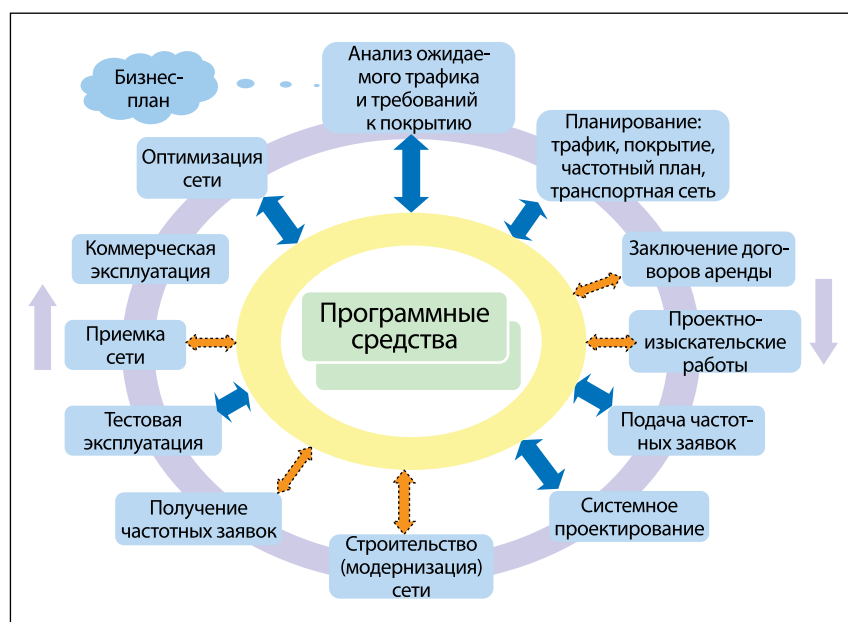 Бизнес-
план
Анализ ожидае-
мого трафика
и требований
к покрытию
Планирование:
трафик, покрытие,
частотный план,
транспортная сеть
Заключение дого-
воров аренды
Проектно-
изыскательские
работы
Подача частот-
ных заявок
Системное
проектирование
Строительство
(модернизация)
сети
Получение
частотных заявок
Тестовая
эксплуатация
Приемка
сети
Коммерческая
эксплуатация
Оптимизация
сети
Программные
средства